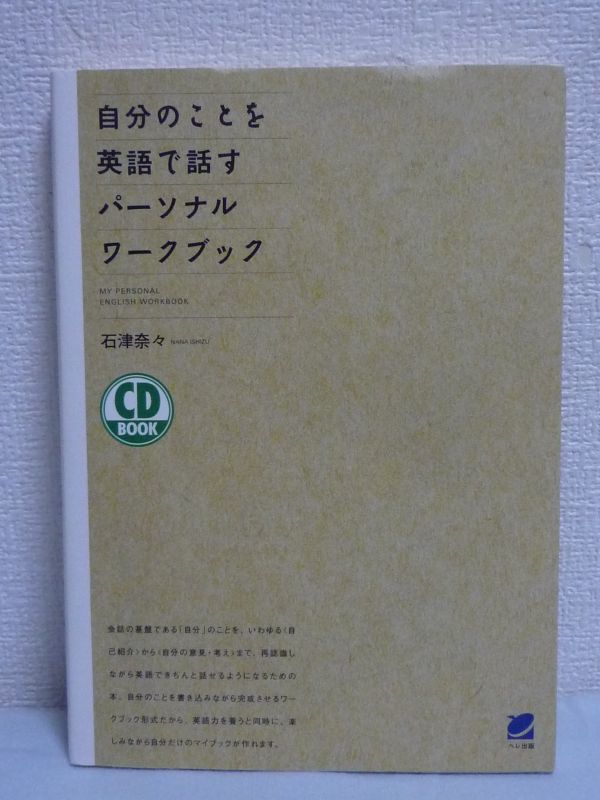 自分のことを
英語で話す
パーソナル
ワークブック
MY PERSONAL
ENGLISH WORKBOOK
石津奈々 NANA ISHIZU
CD
BOOK
会話の基盤である「自分」のことを、いわゆる〈自
己紹介〉から〈自分の意見・考え〉まで、再認識し
ながら英語できちんと話せるようになるための
本。自分のことを書き込みながら完成させるワー
クブック形式だから、英語力を養うと同時に、楽
しみながら自分だけのマイブックが作れます。
ベレ出版